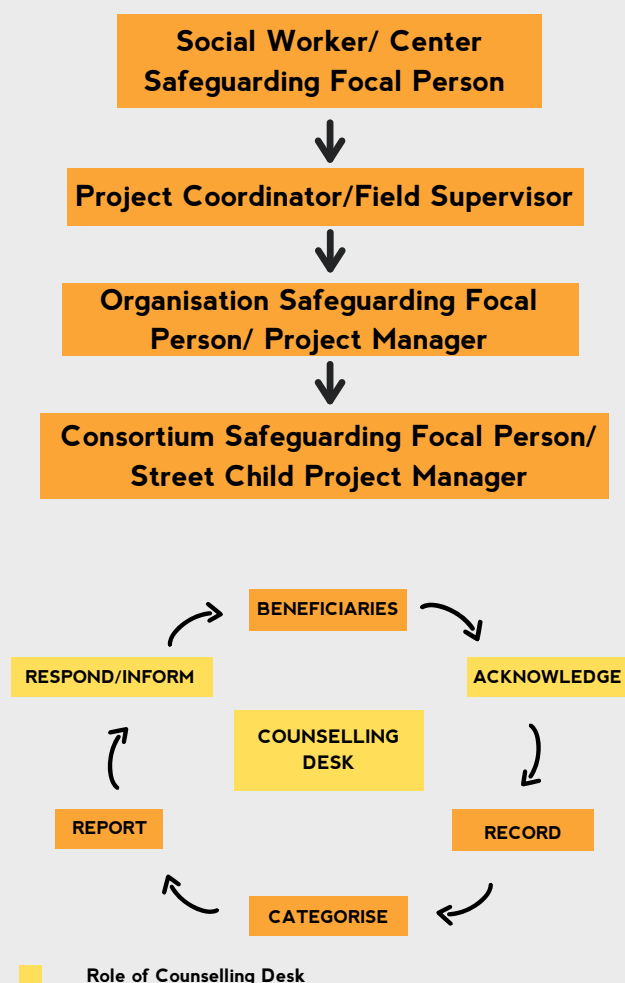 Social Worker/ Center
Safeguarding Focal Person
Project Coordinator/Field Supervisor
Organisation Safeguarding Focal
Person/ Project Manager
Consortium Safeguarding Focal Person/
Street Child Project Manager
BENEFICIARIES
RESPOND/INFORM
ACKNOWLEDGE
COUNSELLING
DESK
REPORT
RECORD
CATEGORISE
Role of Counselling Desk